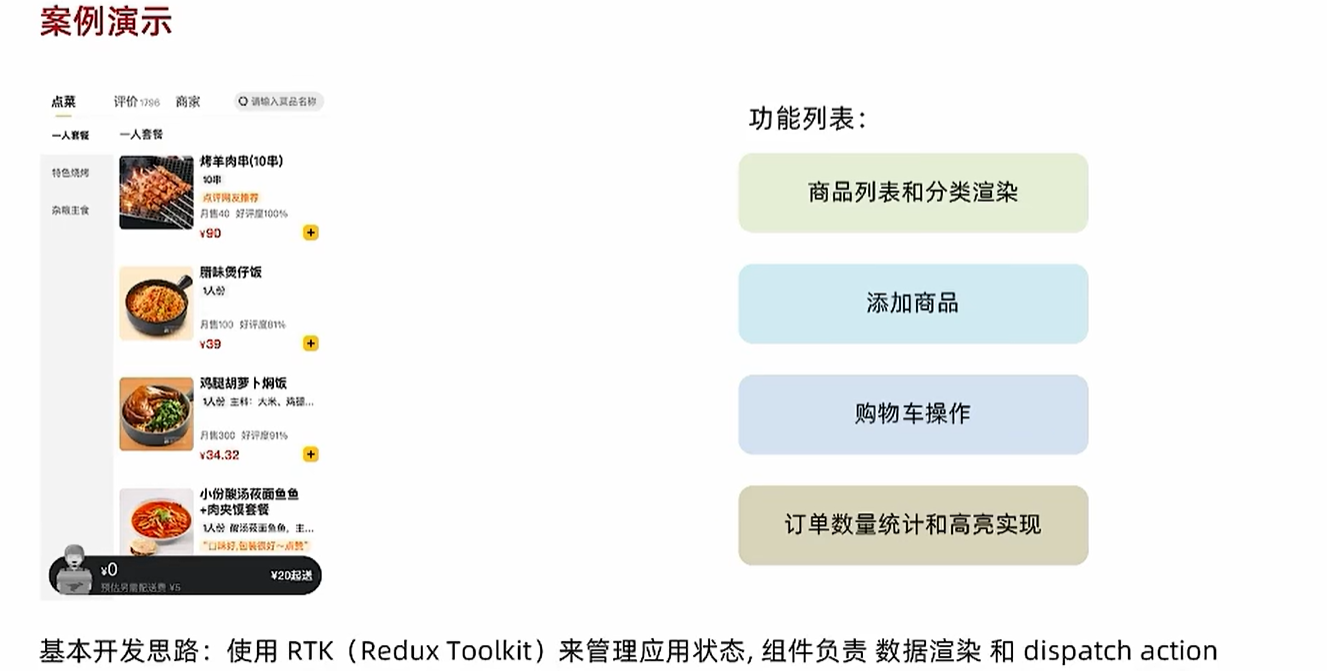 案例演示
点菜 评价1796 商家 请输入菜品名称
一人套餐
特色烧烤
杂粮主食
一人套餐
烤羊肉串(10串)
10串
点评网友推荐
月售40 好评度100%
¥90
腊味煲仔饭
1人份
月售100 好评度81%
¥39
鸡腿胡萝卜焖饭
1人份 主料：大米、鸡腿...
月售300 好评度91%
¥34.32
小份酸汤莜面鱼鱼
+肉夹馍套餐
1人份 酸汤莜面鱼鱼，主...
“口味好,包装很好～点赞”
¥0
预估另需配送费 ¥5
¥20起送
功能列表：
商品列表和分类渲染
添加商品
购物车操作
订单数量统计和高亮实现
基本开发思路：使用 RTK（Redux Toolkit）来管理应用状态, 组件负责 数据渲染 和 dispatch action